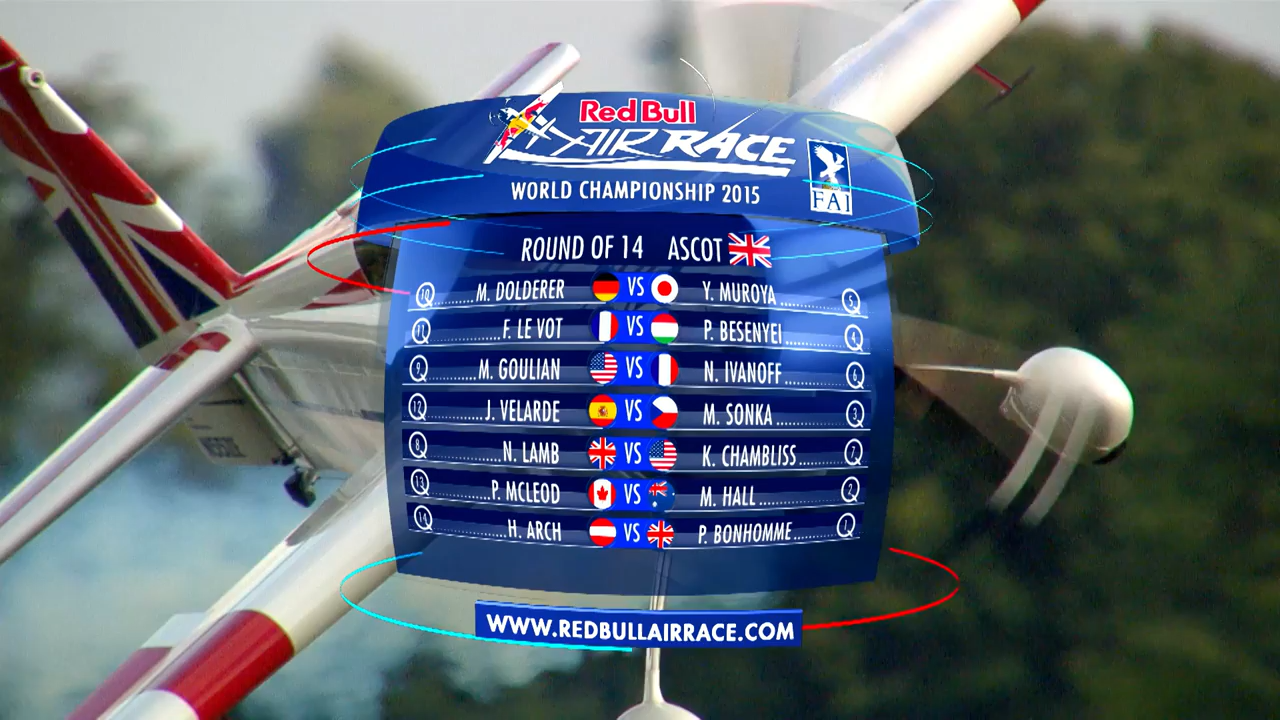 Red Bull
AIR RACE
FAI
WORLD CHAMPIONSHIP 2015
ROUND OF 14 ASCOT
10 M. DOLDERER VS Y. MUROYA 5
11 F. LE VOT VS P. BESENYEI 4
9 M. GOULIAN VS N. IVANOFF 6
12 J. VELARDE VS M. SONKA 3
8 N. LAMB VS K. CHAMBLISS 7
13 P. MCLEOD VS M. HALL 2
14 H. ARCH VS P. BONHOMME 1
WWW.REDBULLAIRRACE.COM